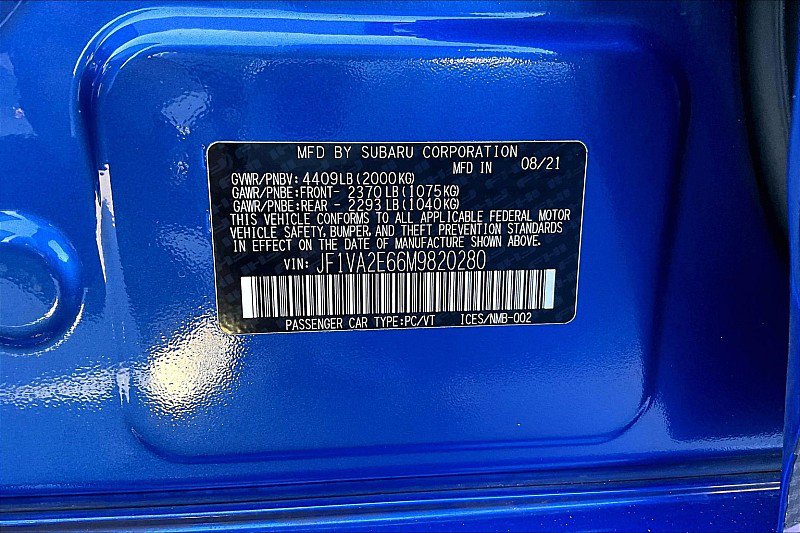 MFD BY SUBARU CORPORATION
MFD IN 08/21
GVWR/PNBV: 4409LB(2000KG)
GAWR/PNBE:FRONT- 2370LB(1075KG)
GAWR/PNBE:REAR - 2293LB(1040KG)
THIS VEHICLE CONFORMS TO ALL APPLICABLE FEDERAL MOTOR
VEHICLE SAFETY, BUMPER, AND THEFT PREVENTION STANDARDS
IN EFFECT ON THE DATE OF MANUFACTURE SHOWN ABOVE.
VIN: JF1VA2E66M9820280
PASSENGER CAR TYPE:PC/VT ICES/NMB-002